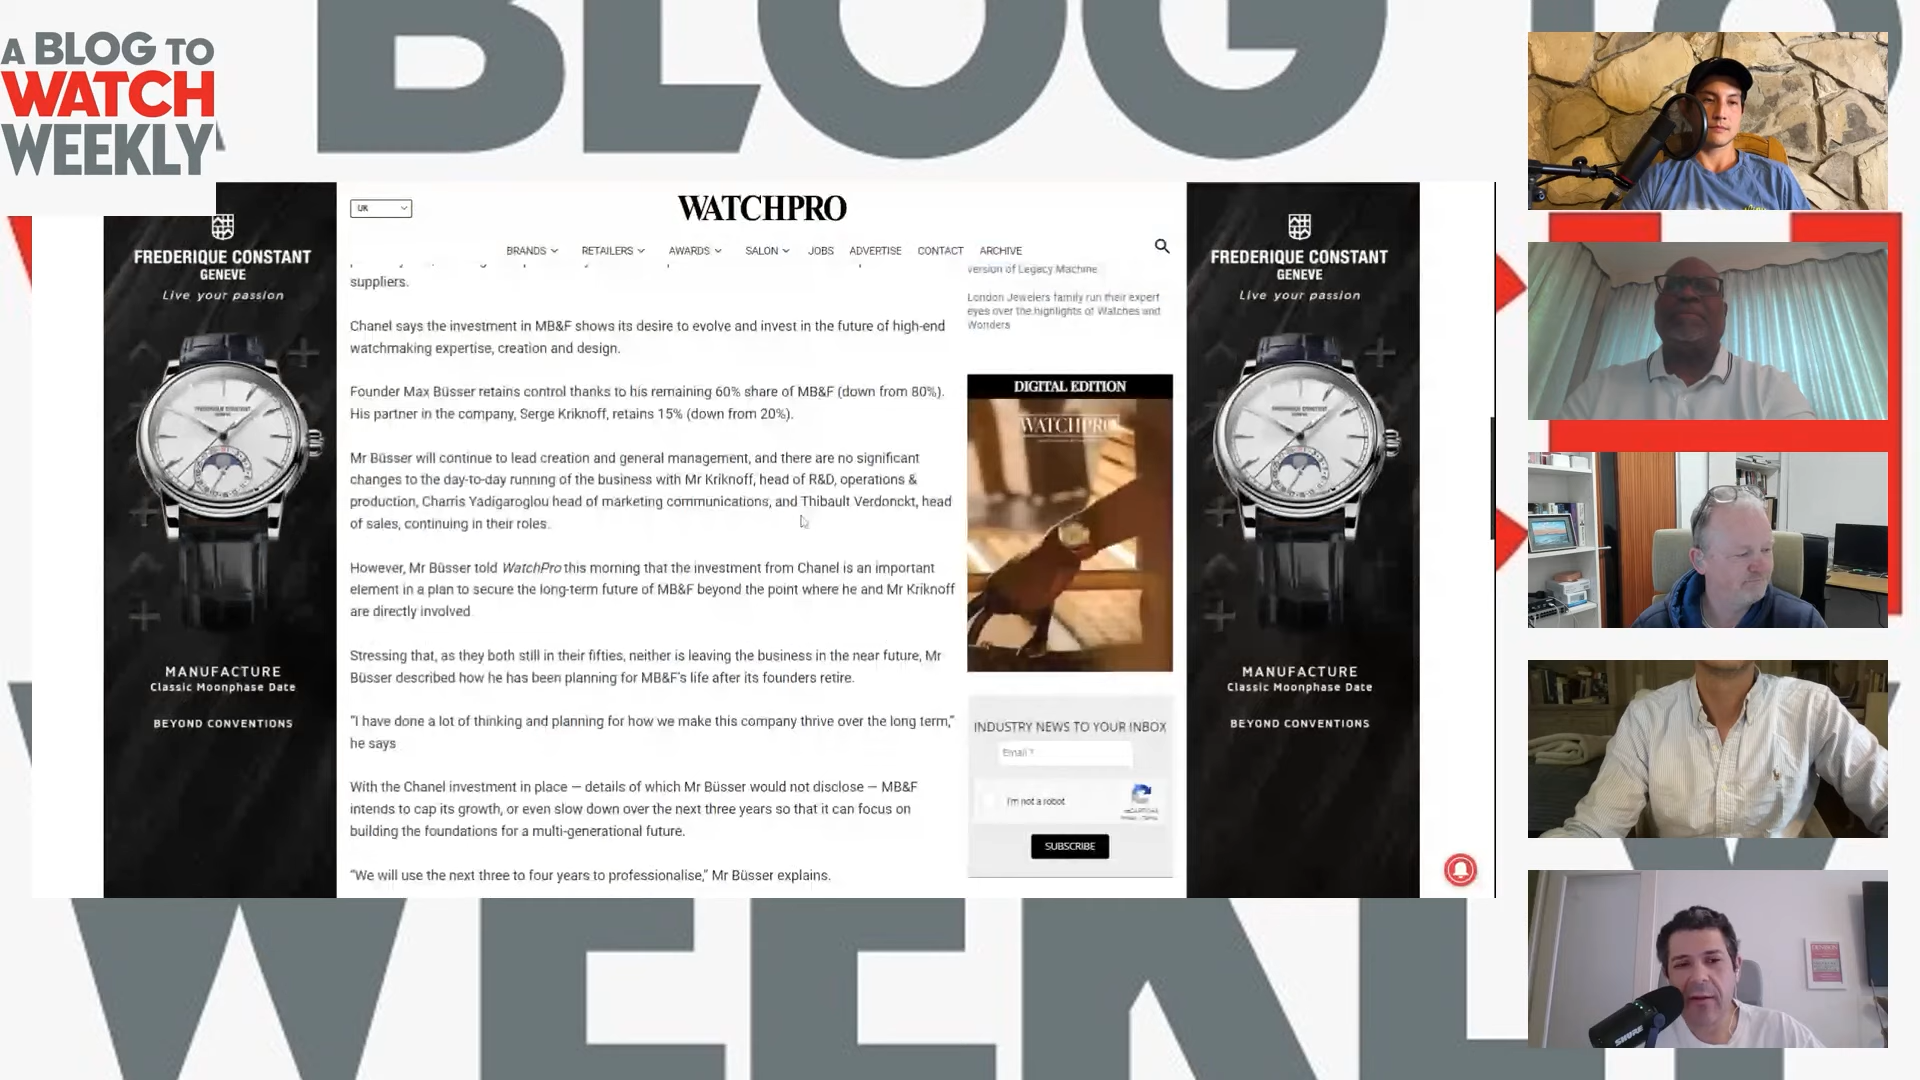 A BLOG TO
WATCH
WEEKLY
BLOG TO
WEEKLY
FREDERIQUE CONSTANT
GENEVE
Live your passion
FREDERIQUE CONSTANT
GENEVE
MANUFACTURE
Classic Moonphase Date
BEYOND CONVENTIONS
UK
WATCHPRO
BRANDS RETAILERS AWARDS SALON JOBS ADVERTISE CONTACT ARCHIVE
suppliers.
Chanel says the investment in MB&F shows its desire to evolve and invest in the future of high-end
watchmaking expertise, creation and design.
Founder Max Büsser retains control thanks to his remaining 60% share of MB&F (down from 80%).
His partner in the company, Serge Kriknoff, retains 15% (down from 20%).
Mr Büsser will continue to lead creation and general management, and there are no significant
changes to the day-to-day running of the business with Mr Kriknoff, head of R&D, operations &
production, Charris Yadigaroglou head of marketing communications, and Thibault Verdonckt, head
of sales, continuing in their roles.
However, Mr Büsser told WatchPro this morning that the investment from Chanel is an important
element in a plan to secure the long-term future of MB&F beyond the point where he and Mr Kriknoff
are directly involved
Stressing that, as they both still in their fifties, neither is leaving the business in the near future, Mr
Büsser described how he has been planning for MB&F's life after its founders retire.
“I have done a lot of thinking and planning for how we make this company thrive over the long term,”
he says
With the Chanel investment in place — details of which Mr Büsser would not disclose — MB&F
intends to cap its growth, or even slow down over the next three years so that it can focus on
building the foundations for a multi-generational future.
“We will use the next three to four years to professionalise,” Mr Büsser explains.
version of Legacy Machine
London Jewelers family run their expert
eyes over the highlights of Watches and
Wonders
DIGITAL EDITION
WATCHPRO
INDUSTRY NEWS TO YOUR INBOX
Email *
I'm not a robot
reCAPTCHA
SUBSCRIBE
FREDERIQUE CONSTANT
GENEVE
Live your passion
FREDERIQUE CONSTANT
GENEVE
MANUFACTURE
Classic Moonphase Date
BEYOND CONVENTIONS
SHURE